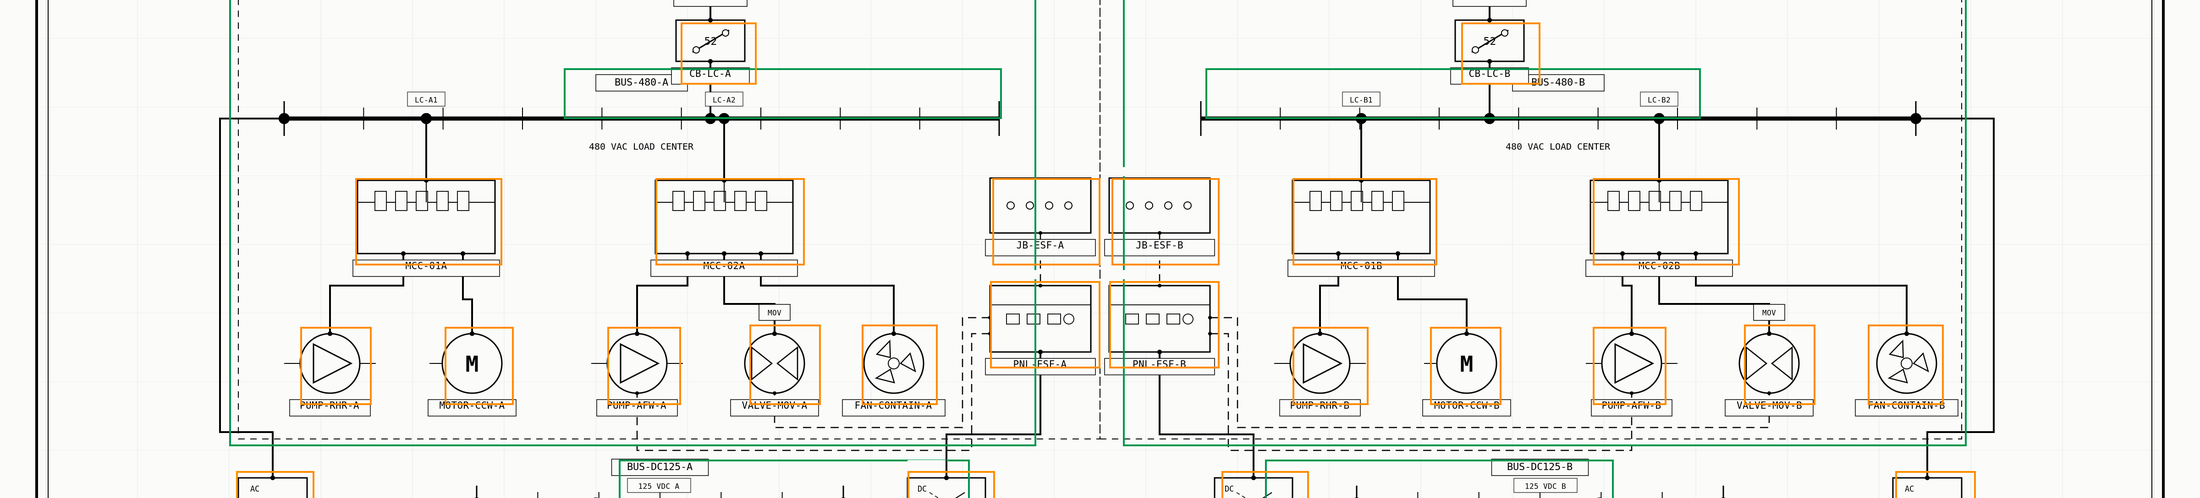 52
52
CB-LC-A
CB-LC-B
BUS-480-A
BUS-480-B
LC-A1
LC-A2
LC-B1
LC-B2
480 VAC LOAD CENTER
480 VAC LOAD CENTER
JB-ESF-A
JB-ESF-B
MCC-01A
MCC-02A
MCC-01B
MCC-02B
MOV
MOV
M
M
PNL-ESF-A
PNL-ESF-B
PUMP-RHR-A
MOTOR-CCW-A
PUMP-AFW-A
VALVE-MOV-A
FAN-CONTAIN-A
PUMP-RHR-B
MOTOR-CCW-B
PUMP-AFW-B
VALVE-MOV-B
FAN-CONTAIN-B
BUS-DC125-A
BUS-DC125-B
125 VDC A
125 VDC B
AC
DC
DC
AC